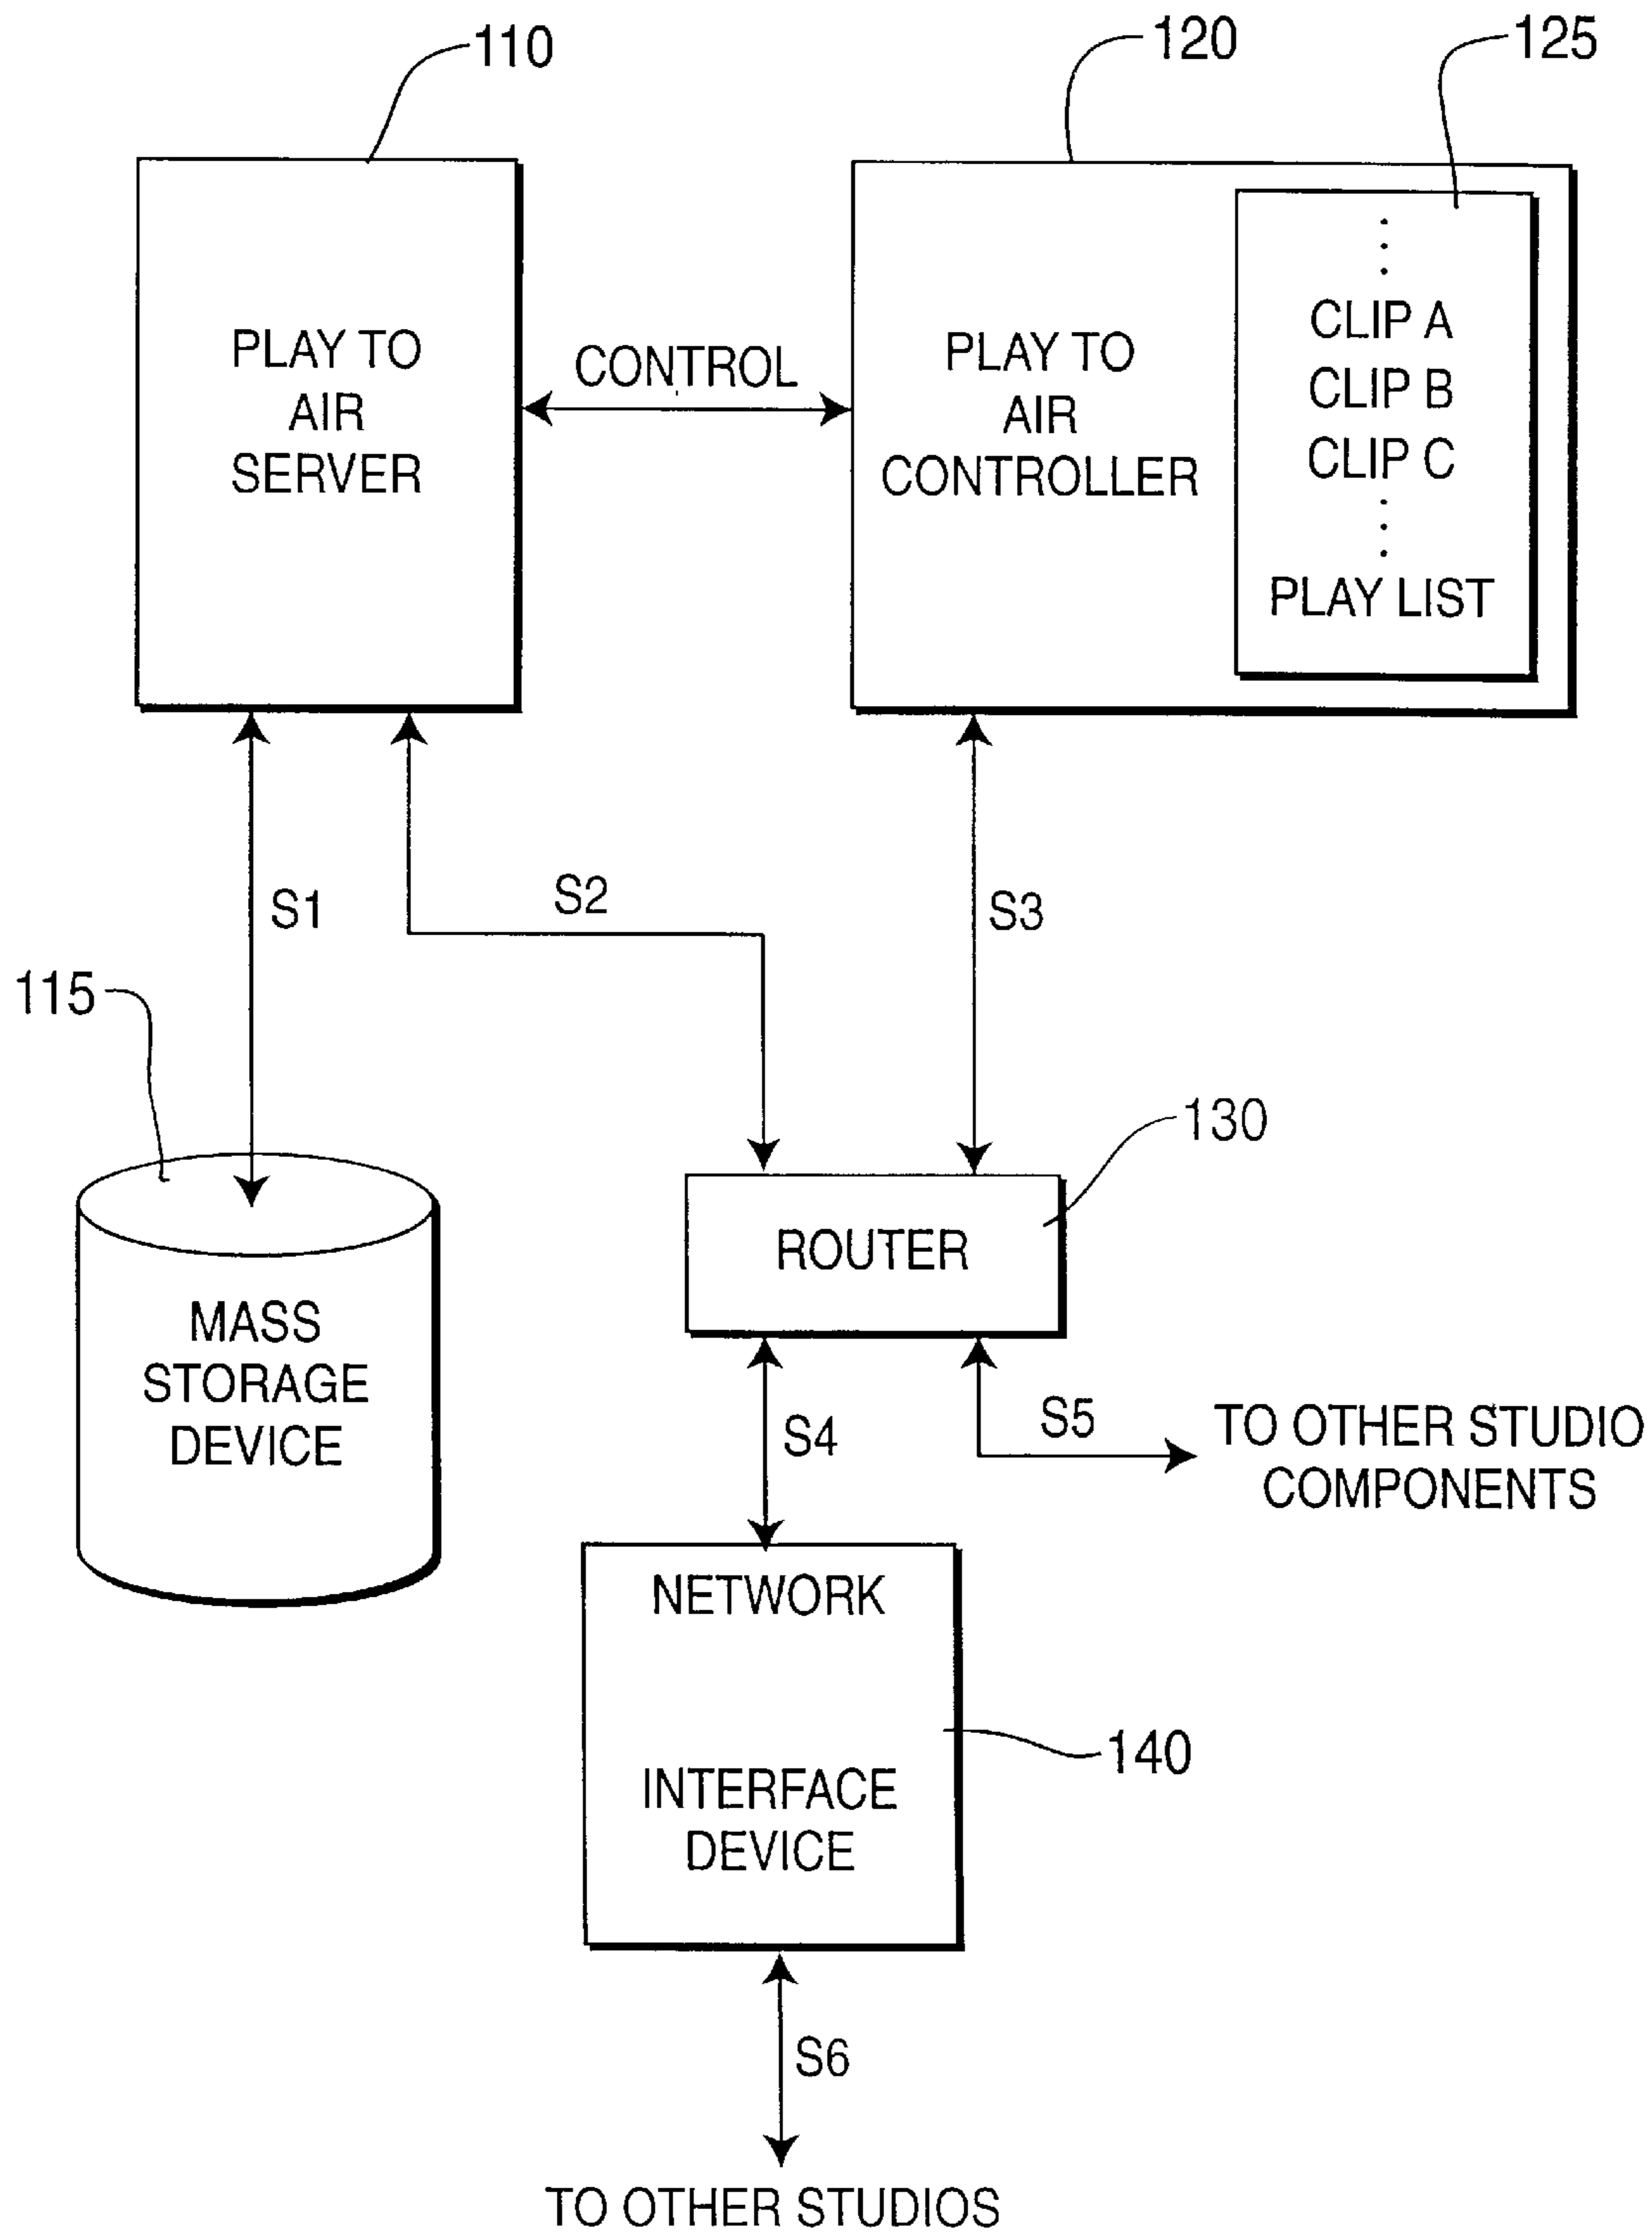 110
120
125
PLAY TO
AIR
SERVER
CONTROL
PLAY TO
AIR
CONTROLLER
CLIP A
CLIP B
CLIP C
PLAY LIST
S1
S2
S3
115
130
ROUTER
MASS
STORAGE
DEVICE
S4
S5
TO OTHER STUDIO
COMPONENTS
NETWORK
INTERFACE
DEVICE
140
S6
TO OTHER STUDIOS